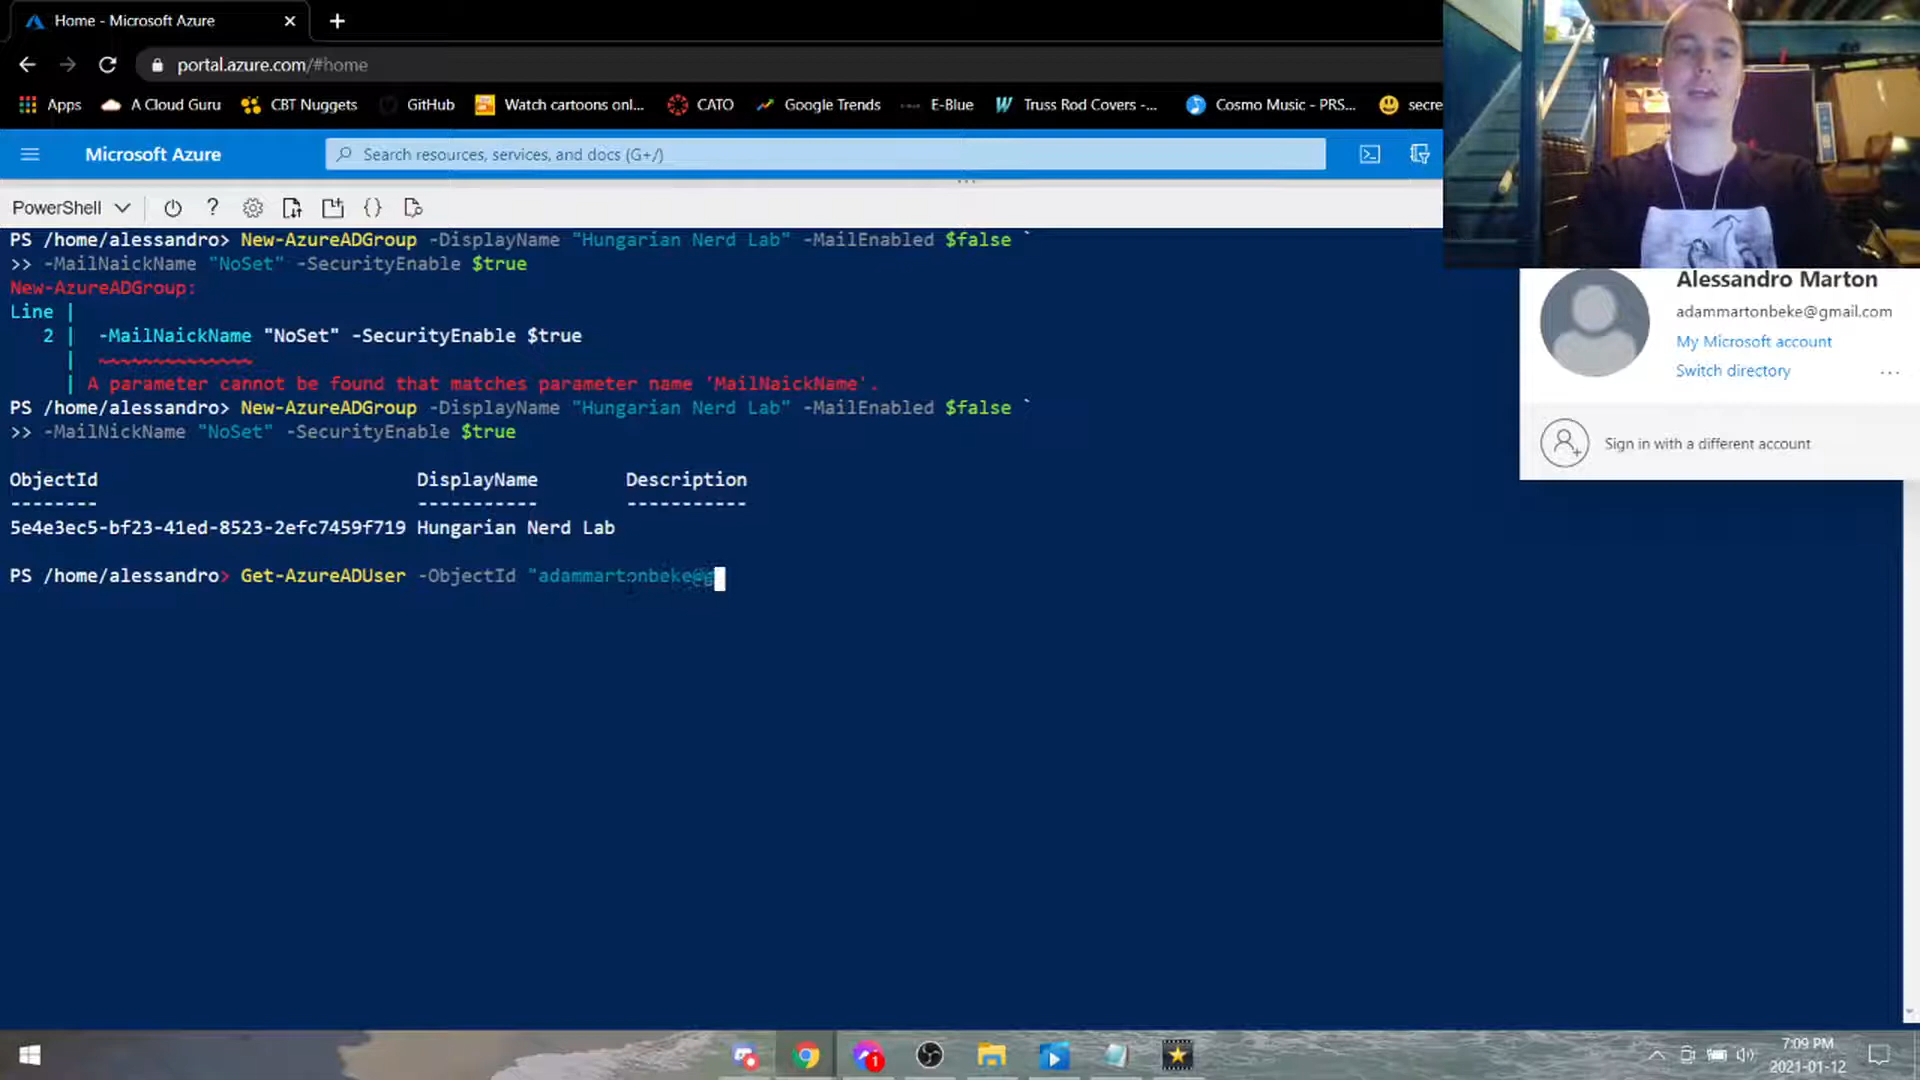 Home - Microsoft Azure
portal.azure.com/#home
Apps A Cloud Guru CBT Nuggets GitHub Watch cartoons onl... CATO Google Trends E-Blue Truss Rod Covers -... Cosmo Music - PRS... secre
Microsoft Azure
Search resources, services, and docs (G+/)
PowerShell ? {}
PS /home/alessandro> New-AzureADGroup -DisplayName "Hungarian Nerd Lab" -MailEnabled $false `
>> -MailNaickName "NoSet" -SecurityEnable $true
New-AzureADGroup:
Line |
2 | -MailNaickName "NoSet" -SecurityEnable $true
| ~~~~~~~~~~~~~~
| A parameter cannot be found that matches parameter name 'MailNaickName'.
PS /home/alessandro> New-AzureADGroup -DisplayName "Hungarian Nerd Lab" -MailEnabled $false `
>> -MailNickName "NoSet" -SecurityEnable $true
ObjectId DisplayName Description
-------- ----------- -----------
5e4e3ec5-bf23-41ed-8523-2efc7459f719 Hungarian Nerd Lab
PS /home/alessandro> Get-AzureADUser -ObjectId "adammartonbeke@g
Alessandro Marton
adammartonbeke@gmail.com
My Microsoft account
Switch directory
...
Sign in with a different account
1
7:09 PM
2021-01-12